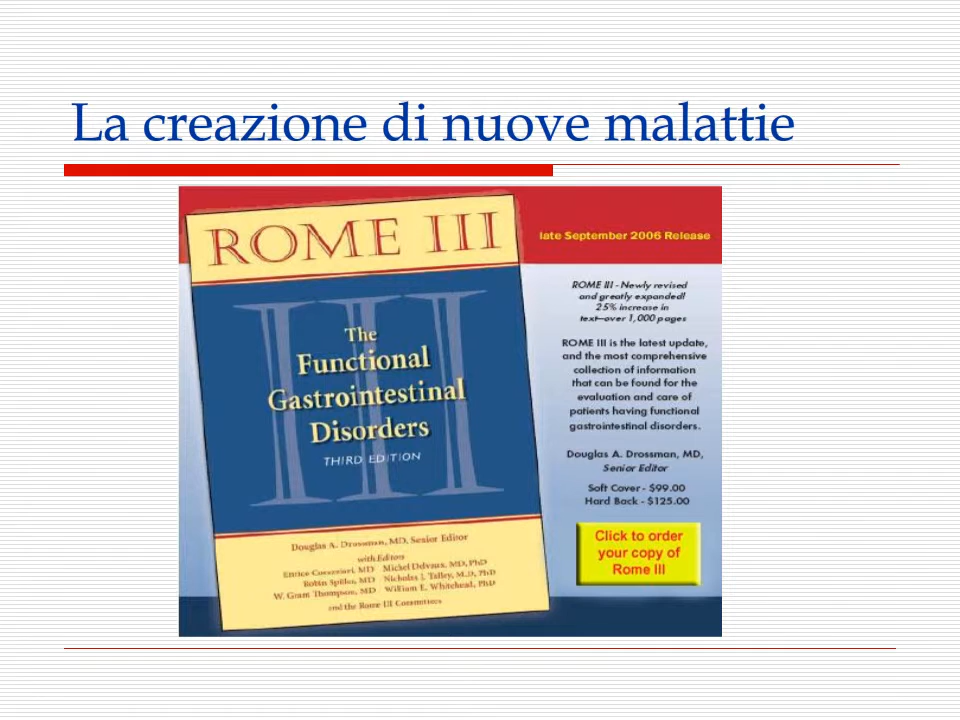 La creazione di nuove malattie
ROME III
The
Functional
Gastrointestinal
Disorders
THIRD EDITION
Douglas A. Drossman, MD, Senior Editor
with Editors
Enrico Corazziari, MD Michel Delvaux, MD, PhD
Robin Spiller, MD Nicholas J. Talley, M.D, PhD
W. Grant Thompson, MD William E. Whitehead, PhD
and the Rome III Committees
late September 2006 Release
ROME III - Newly revised
and greatly expanded!
25% increase in
text—over 1,000 pages
ROME III is the latest update,
and the most comprehensive
collection of information
that can be found for the
evaluation and care of
patients having functional
gastrointestinal disorders.
Douglas A. Drossman, MD,
Senior Editor
Soft Cover - $99.00
Hard Back - $125.00
Click to order
your copy of
Rome III